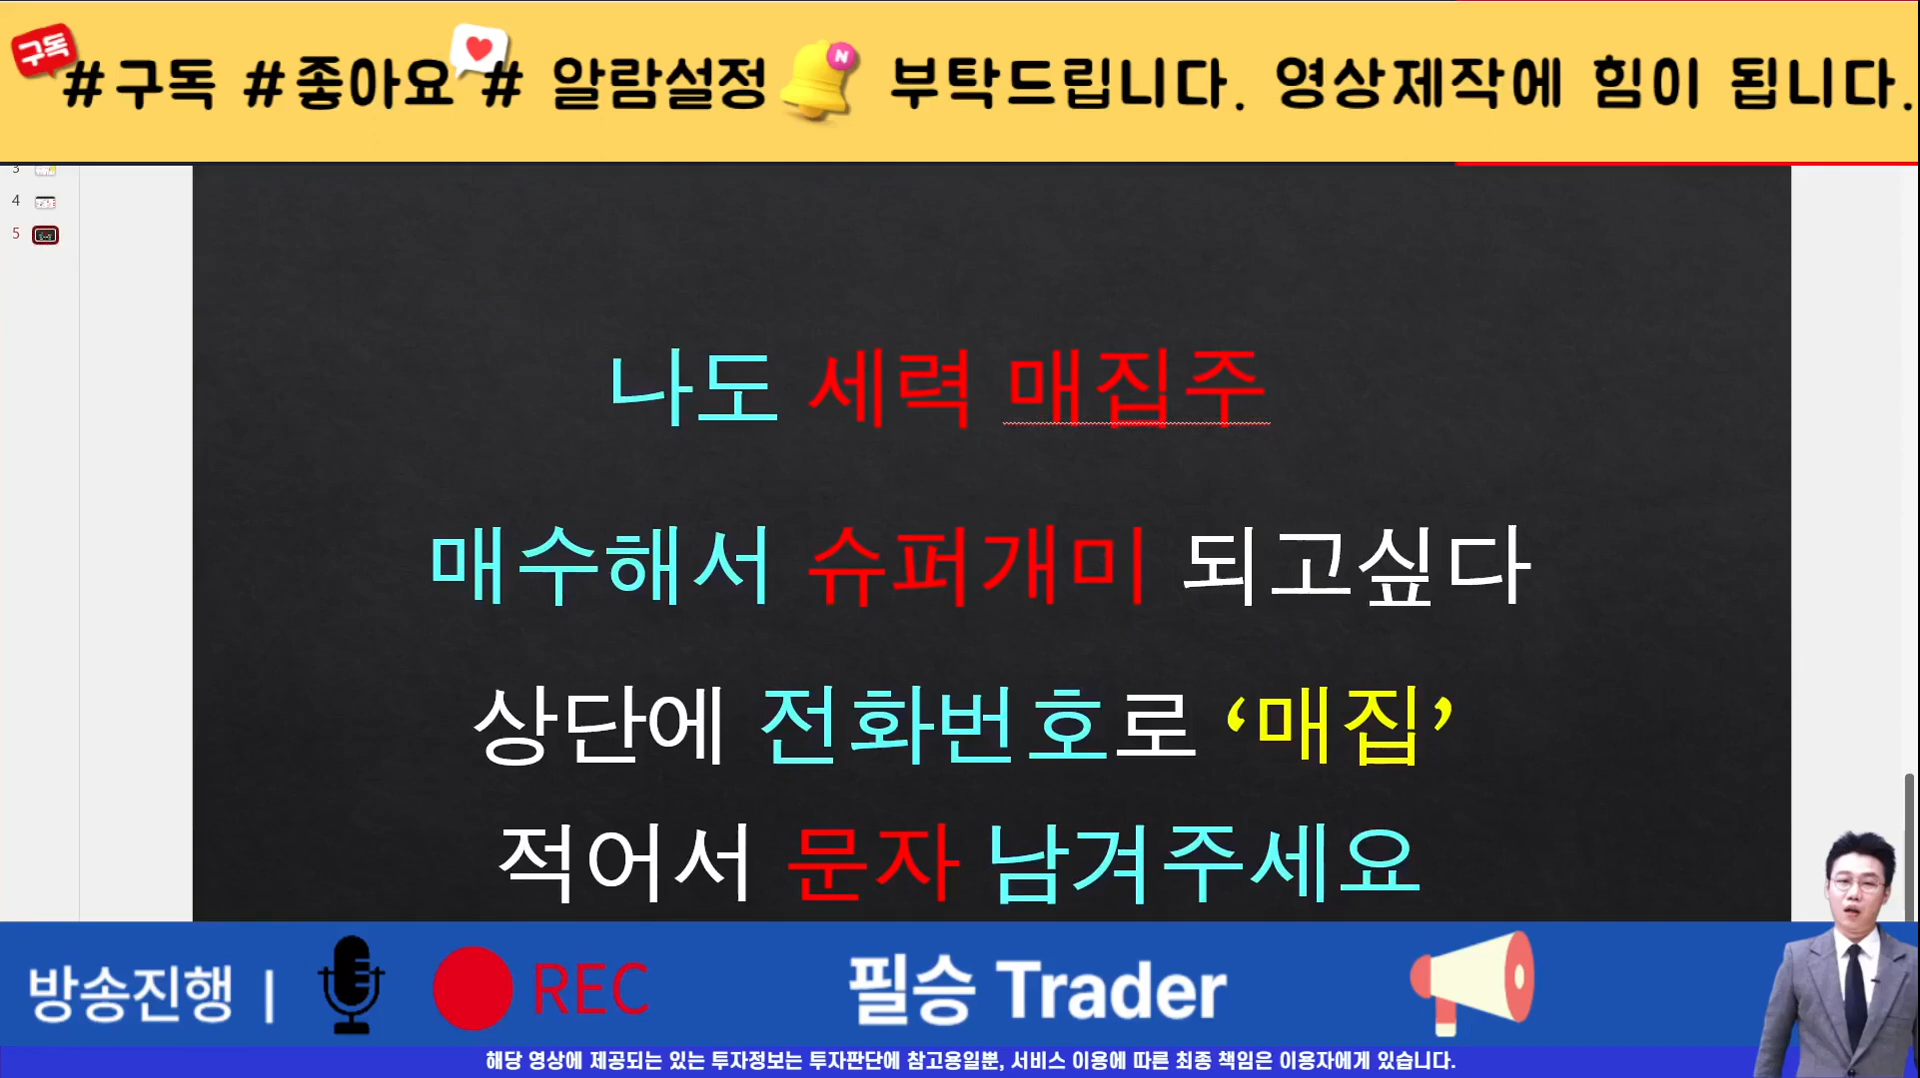 구독
#구독 #좋아요 # 알람설정 N 부탁드립니다. 영상제작에 힘이 됩니다.
3
4
5
나도 세력 매집주
매수해서 슈퍼개미 되고싶다
상단에 전화번호로 ‘매집’
적어서 문자 남겨주세요
방송진행 | REC 필승 Trader
해당 영상에 제공되는 있는 투자정보는 투자판단에 참고용일뿐, 서비스 이용에 따른 최종 책임은 이용자에게 있습니다.